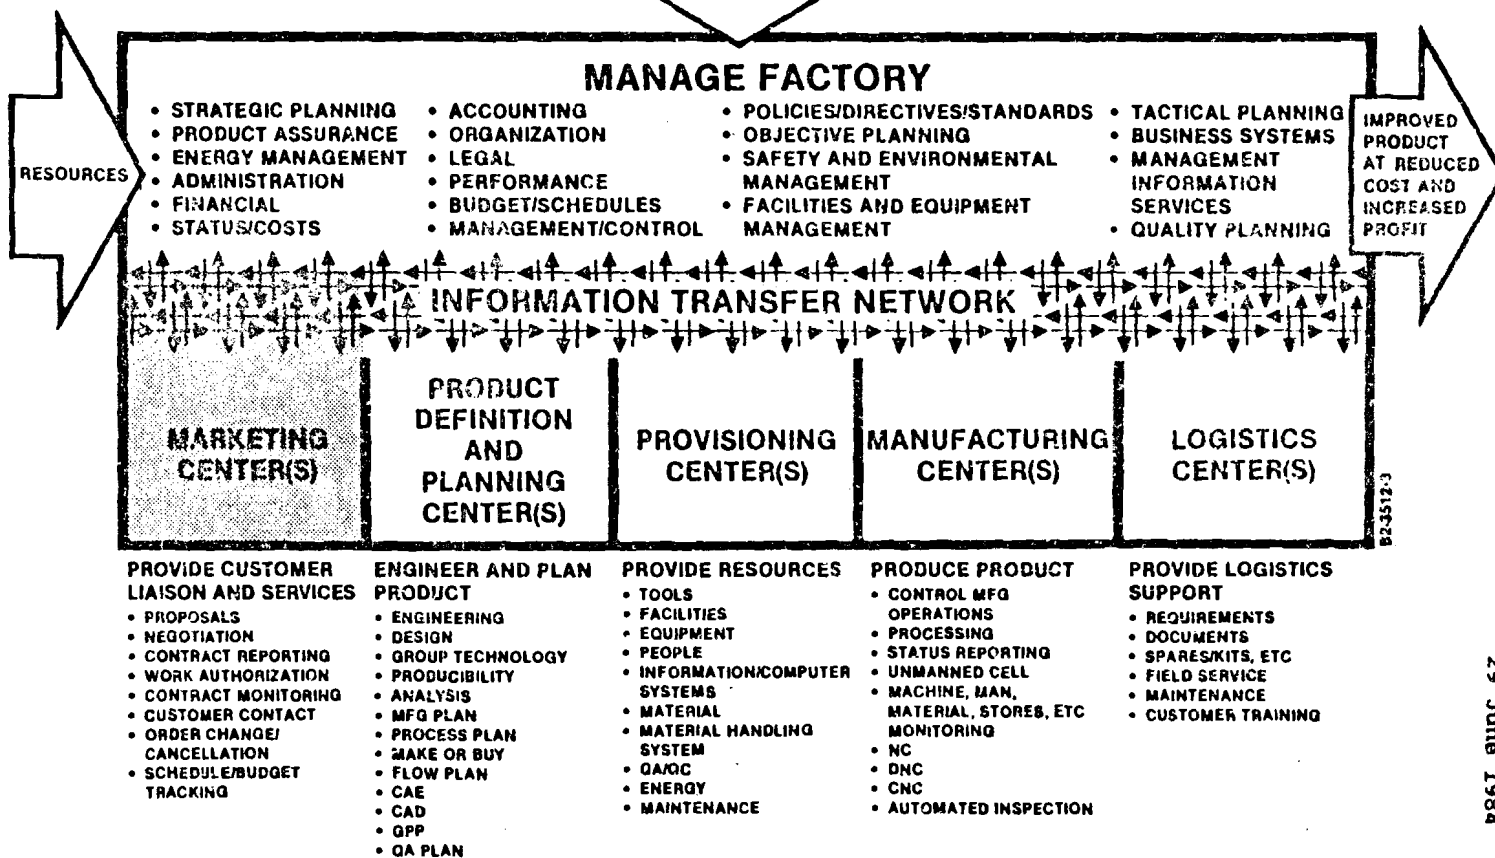 MANAGE FACTORY
RESOURCES
• STRATEGIC PLANNING
• PRODUCT ASSURANCE
• ENERGY MANAGEMENT
• ADMINISTRATION
• FINANCIAL
• STATUS/COSTS
• ACCOUNTING
• ORGANIZATION
• LEGAL
• PERFORMANCE
• BUDGET/SCHEDULES
• MANAGEMENT/CONTROL
• POLICIES/DIRECTIVES/STANDARDS
• OBJECTIVE PLANNING
• SAFETY AND ENVIRONMENTAL
MANAGEMENT
• FACILITIES AND EQUIPMENT
MANAGEMENT
• TACTICAL PLANNING
• BUSINESS SYSTEMS
• MANAGEMENT
INFORMATION
SERVICES
• QUALITY PLANNING
IMPROVED
PRODUCT
AT REDUCED
COST AND
INCREASED
PROFIT
INFORMATION TRANSFER NETWORK
MARKETING
CENTER(S)
PRODUCT
DEFINITION
AND
PLANNING
CENTER(S)
PROVISIONING
CENTER(S)
MANUFACTURING
CENTER(S)
LOGISTICS
CENTER(S)
B2-3512-3
PROVIDE CUSTOMER
LIAISON AND SERVICES
• PROPOSALS
• NEGOTIATION
• CONTRACT REPORTING
• WORK AUTHORIZATION
• CONTRACT MONITORING
• CUSTOMER CONTACT
• ORDER CHANGE/
CANCELLATION
• SCHEDULE/BUDGET
TRACKING
ENGINEER AND PLAN
PRODUCT
• ENGINEERING
• DESIGN
• GROUP TECHNOLOGY
• PRODUCIBILITY
• ANALYSIS
• MFG PLAN
• PROCESS PLAN
• MAKE OR BUY
• FLOW PLAN
• CAE
• CAD
• GPP
• QA PLAN
PROVIDE RESOURCES
• TOOLS
• FACILITIES
• EQUIPMENT
• PEOPLE
• INFORMATION/COMPUTER
SYSTEMS
• MATERIAL
• MATERIAL HANDLING
SYSTEM
• QA/QC
• ENERGY
• MAINTENANCE
PRODUCE PRODUCT
• CONTROL MFG
OPERATIONS
• PROCESSING
• STATUS REPORTING
• UNMANNED CELL
• MACHINE, MAN,
MATERIAL, STORES, ETC
MONITORING
• NC
• DNC
• CNC
• AUTOMATED INSPECTION
PROVIDE LOGISTICS
SUPPORT
• REQUIREMENTS
• DOCUMENTS
• SPARES/KITS, ETC
• FIELD SERVICE
• MAINTENANCE
• CUSTOMER TRAINING
June 1984